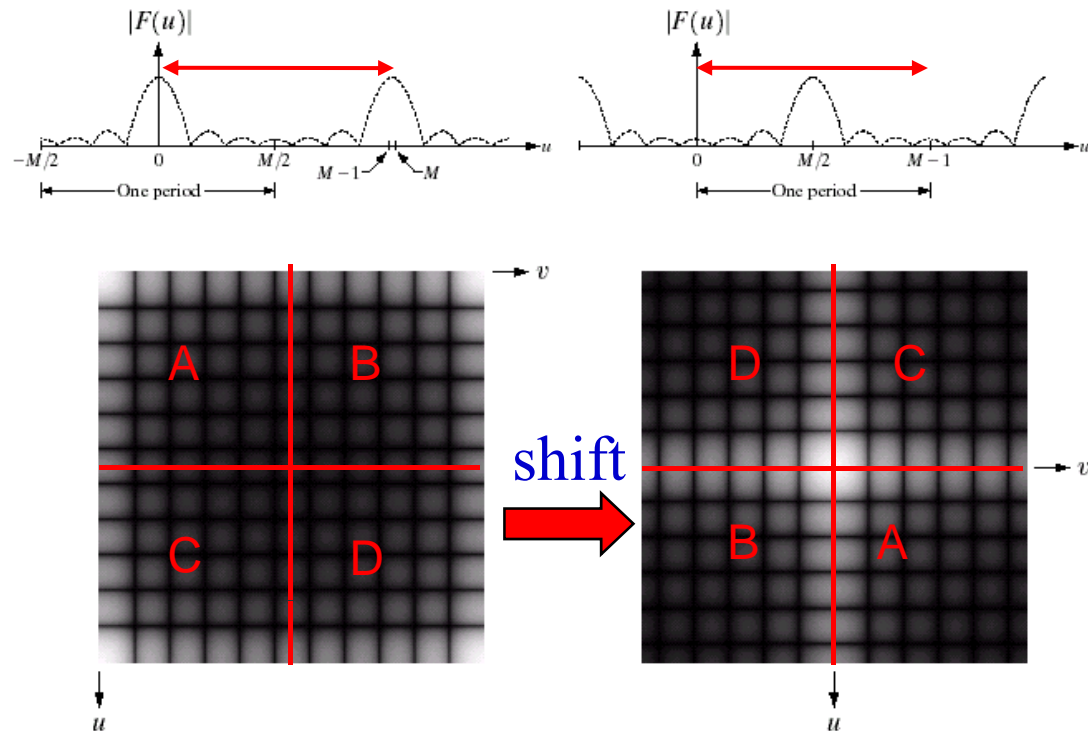 |F(u)|
|F(u)|
u
u
−M/2
0
M/2
M − 1
M
0
M/2
M − 1
One period
One period
v
A
B
D
C
shift
v
C
D
B
A
u
u